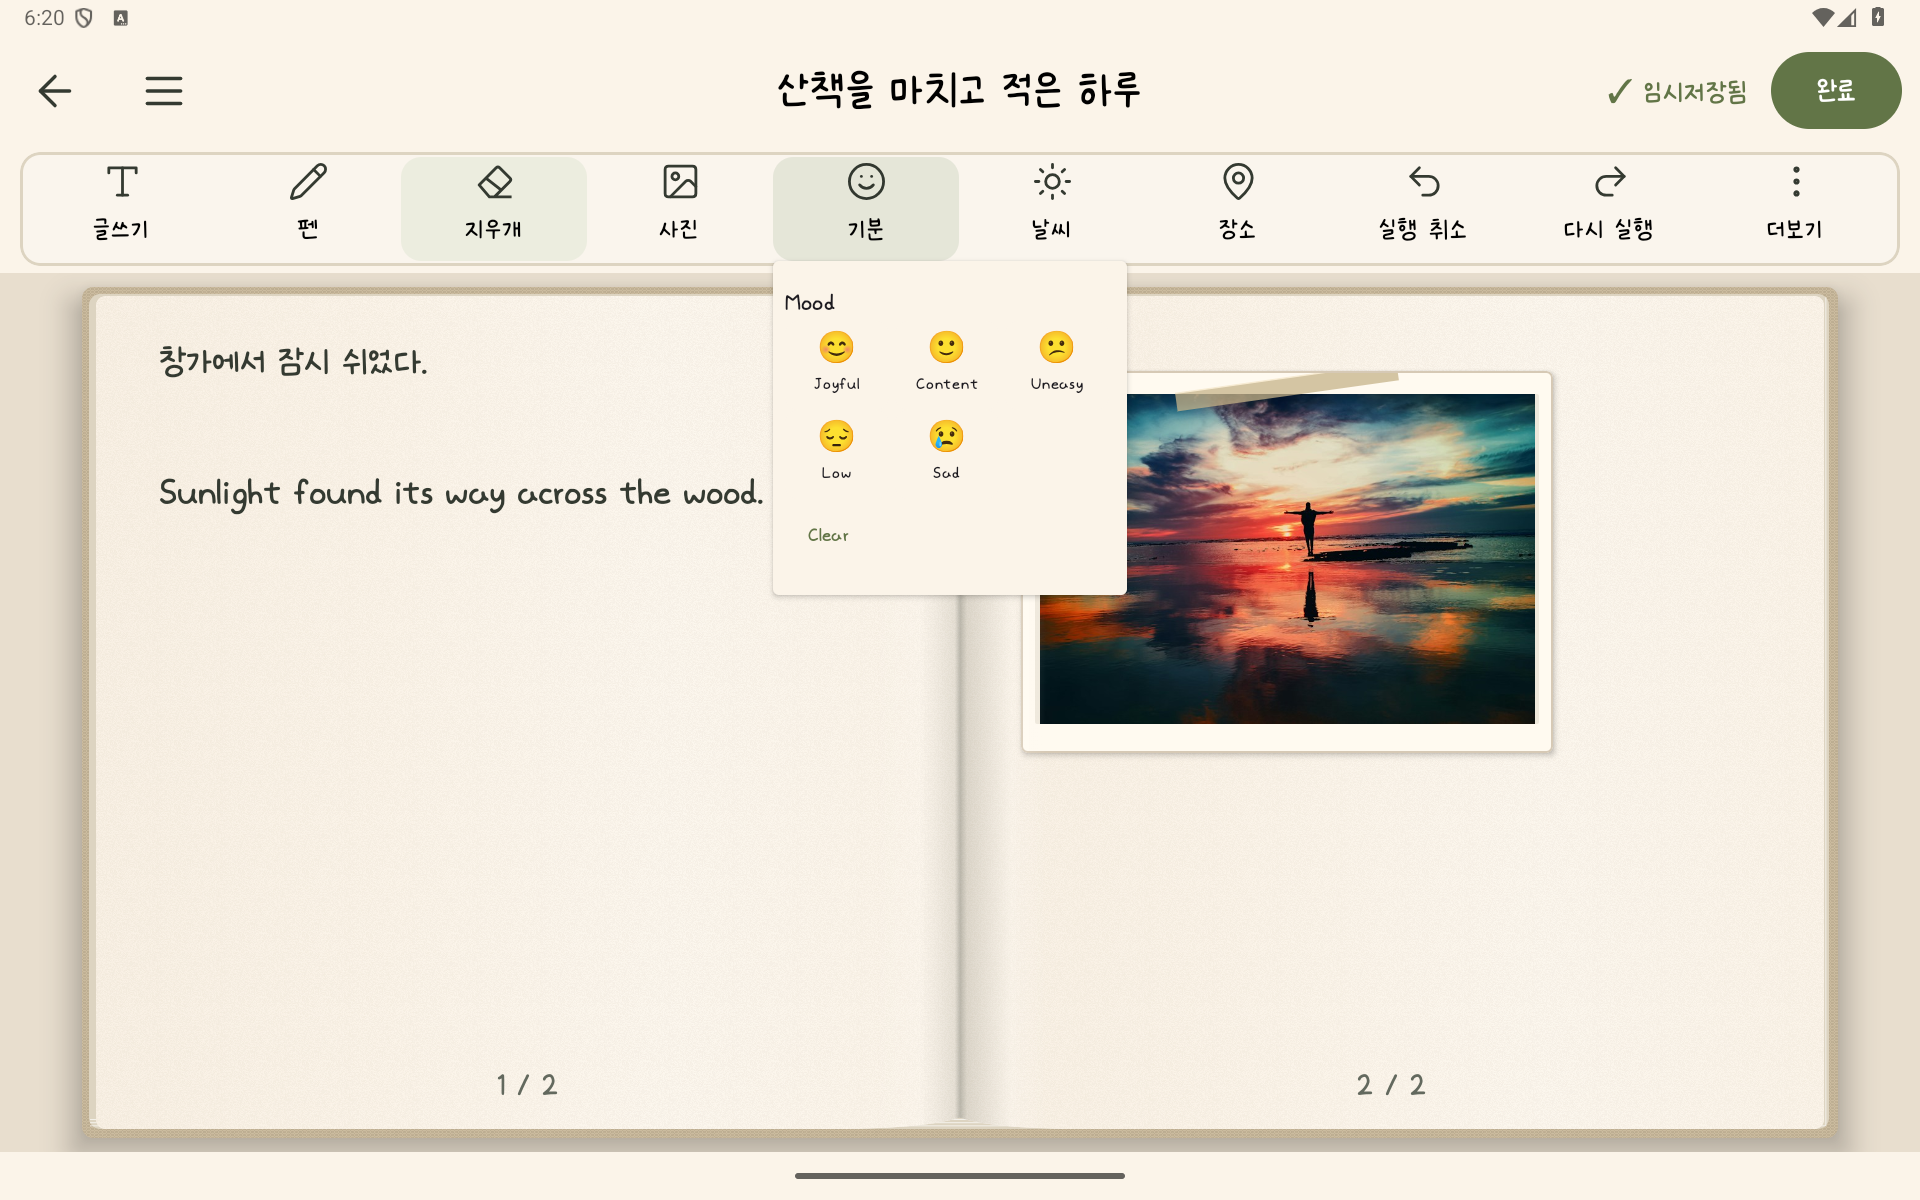 6:20
산책을 마치고 적은 하루
✓ 임시저장됨
완료
글쓰기
펜
지우개
사진
기분
날씨
장소
실행 취소
다시 실행
더보기
창가에서 잠시 쉬었다.
Sunlight found its way across the wood.
Mood
Joyful
Content
Uneasy
Low
Sad
Clear
1 / 2
2 / 2